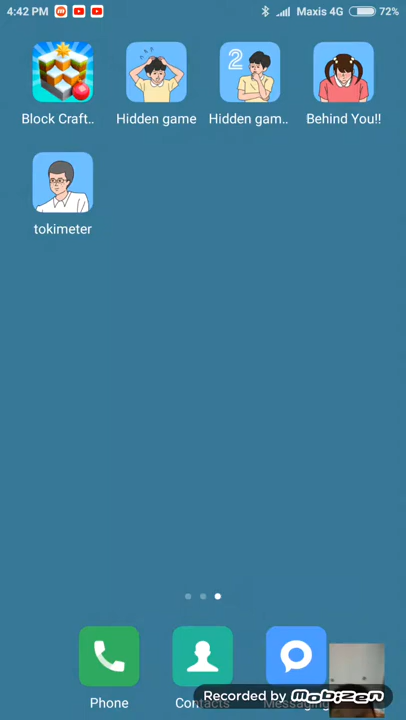 4:42 PM Maxis 4G 72%
Block Craft.. Hidden game Hidden gam.. Behind You!!
2
tokimeter
Phone Contacts Messaging
Recorded by MOBIZEN